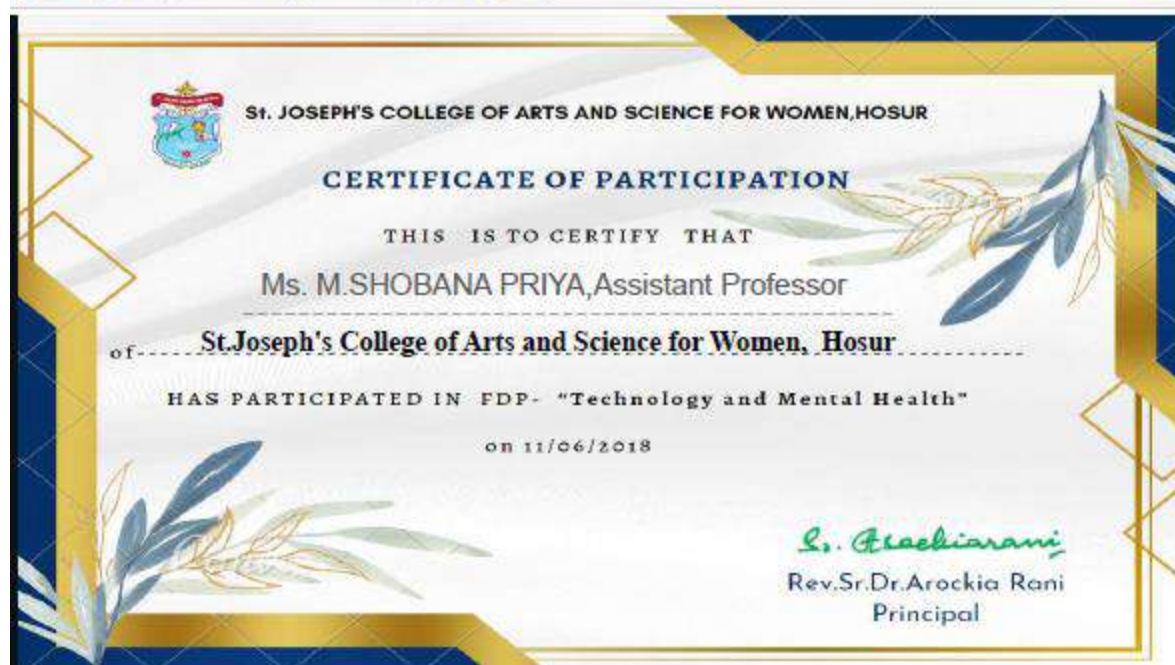 St. JOSEPH'S COLLEGE OF ARTS AND SCIENCE FOR WOMEN,HOSUR
CERTIFICATE OF PARTICIPATION
THIS IS TO CERTIFY THAT
Ms. M.SHOBANA PRIYA,Assistant Professor
of St.Joseph's College of Arts and Science for Women, Hosur
HAS PARTICIPATED IN FDP- "Technology and Mental Health"
on 11/06/2018
Rev.Sr.Dr.Arockia Rani
Principal